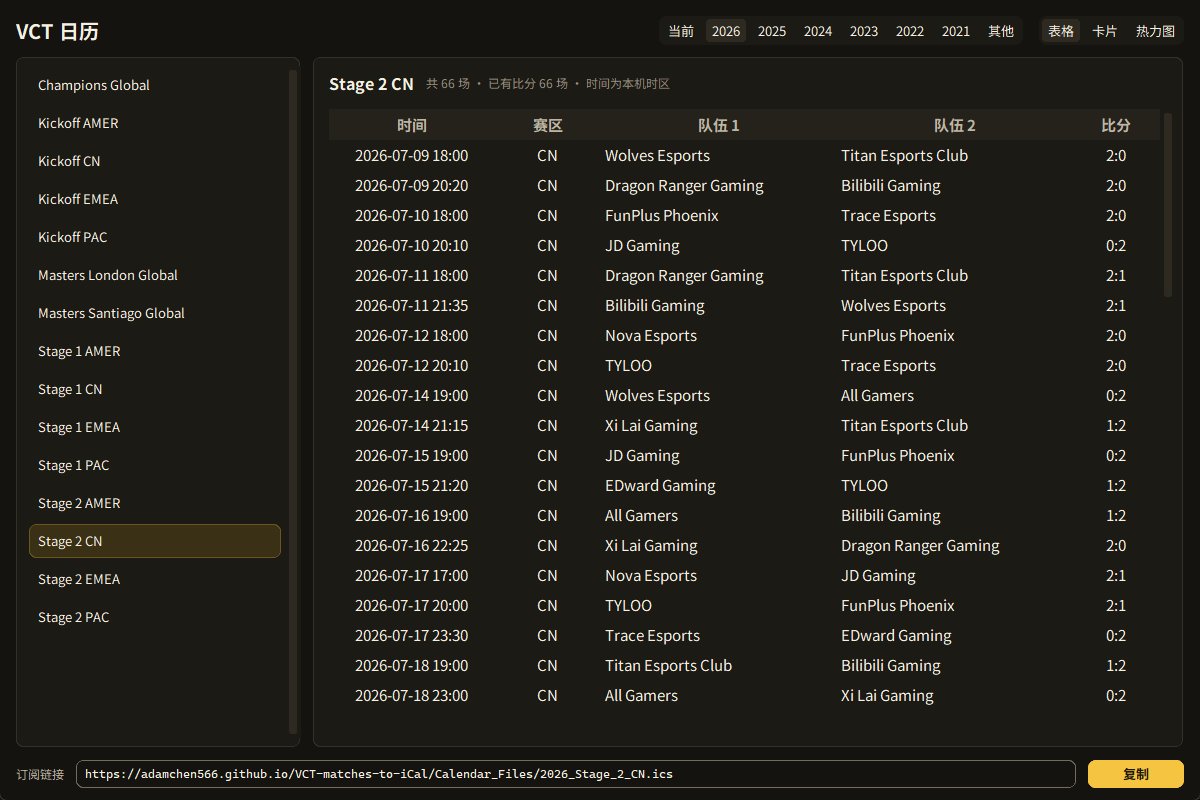 VCT 日历
当前 2026 2025 2024 2023 2022 2021 其他 表格 卡片 热力图
Champions Global
Kickoff AMER
Kickoff CN
Kickoff EMEA
Kickoff PAC
Masters London Global
Masters Santiago Global
Stage 1 AMER
Stage 1 CN
Stage 1 EMEA
Stage 1 PAC
Stage 2 AMER
Stage 2 CN
Stage 2 EMEA
Stage 2 PAC
Stage 2 CN 共 66 场 · 已有比分 66 场 · 时间为本机时区
时间 赛区 队伍 1 队伍 2 比分
2026-07-09 18:00 CN Wolves Esports Titan Esports Club 2:0
2026-07-09 20:20 CN Dragon Ranger Gaming Bilibili Gaming 2:0
2026-07-10 18:00 CN FunPlus Phoenix Trace Esports 2:0
2026-07-10 20:10 CN JD Gaming TYLOO 0:2
2026-07-11 18:00 CN Dragon Ranger Gaming Titan Esports Club 2:1
2026-07-11 21:35 CN Bilibili Gaming Wolves Esports 2:1
2026-07-12 18:00 CN Nova Esports FunPlus Phoenix 2:0
2026-07-12 20:10 CN TYLOO Trace Esports 2:0
2026-07-14 19:00 CN Wolves Esports All Gamers 0:2
2026-07-14 21:15 CN Xi Lai Gaming Titan Esports Club 1:2
2026-07-15 19:00 CN JD Gaming FunPlus Phoenix 0:2
2026-07-15 21:20 CN EDward Gaming TYLOO 1:2
2026-07-16 19:00 CN All Gamers Bilibili Gaming 1:2
2026-07-16 22:25 CN Xi Lai Gaming Dragon Ranger Gaming 2:0
2026-07-17 17:00 CN Nova Esports JD Gaming 2:1
2026-07-17 20:00 CN TYLOO FunPlus Phoenix 2:1
2026-07-17 23:30 CN Trace Esports EDward Gaming 0:2
2026-07-18 19:00 CN Titan Esports Club Bilibili Gaming 1:2
2026-07-18 23:00 CN All Gamers Xi Lai Gaming 0:2
订阅链接 https://adamchen566.github.io/VCT-matches-to-iCal/Calendar_Files/2026_Stage_2_CN.ics 复制